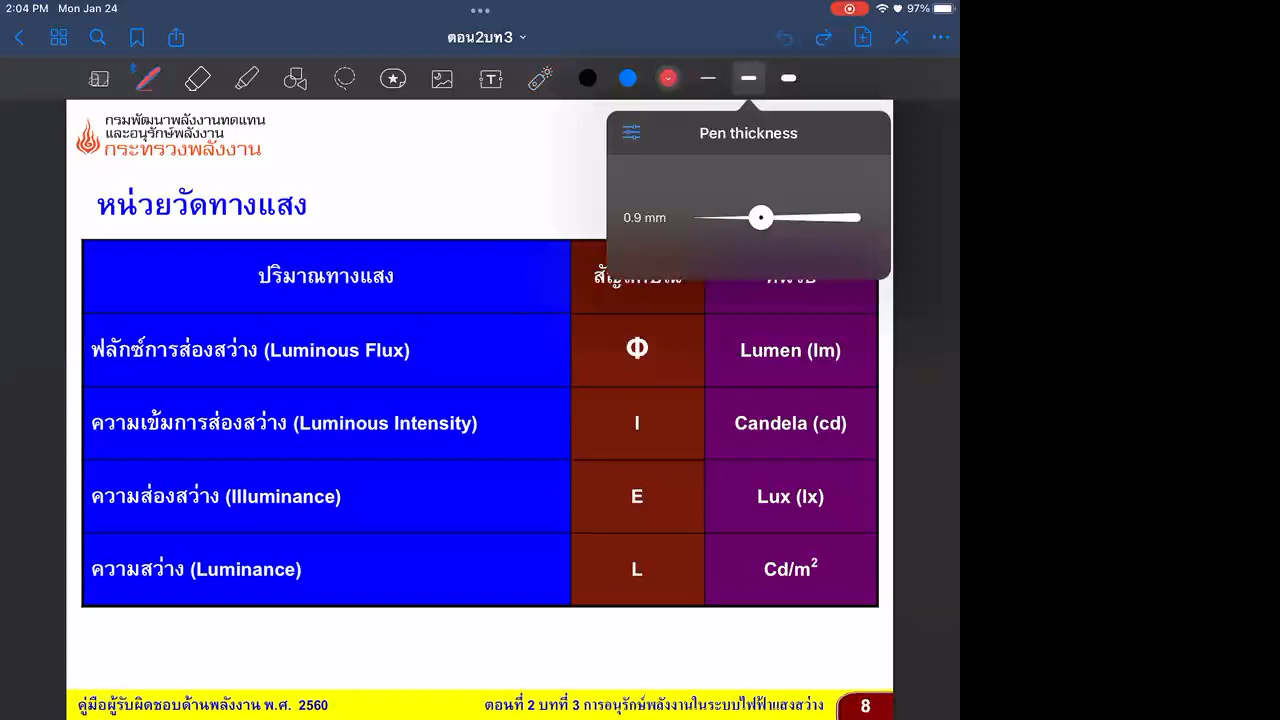 2:04 PM Mon Jan 24
97%
ตอน2บท3
กรมพัฒนาพลังงานทดแทน
และอนุรักษ์พลังงาน
กระทรวงพลังงาน
Pen thickness
0.9 mm
หน่วยวัดทางแสง
ปริมาณทางแสง
ฟลักซ์การส่องสว่าง (Luminous Flux) Φ Lumen (lm)
ความเข้มการส่องสว่าง (Luminous Intensity) I Candela (cd)
ความส่องสว่าง (Illuminance) E Lux (lx)
ความสว่าง (Luminance) L Cd/m²
คู่มือผู้รับผิดชอบด้านพลังงาน พ.ศ. 2560 ตอนที่ 2 บทที่ 3 การอนุรักษ์พลังงานในระบบไฟฟ้าแสงสว่าง 8